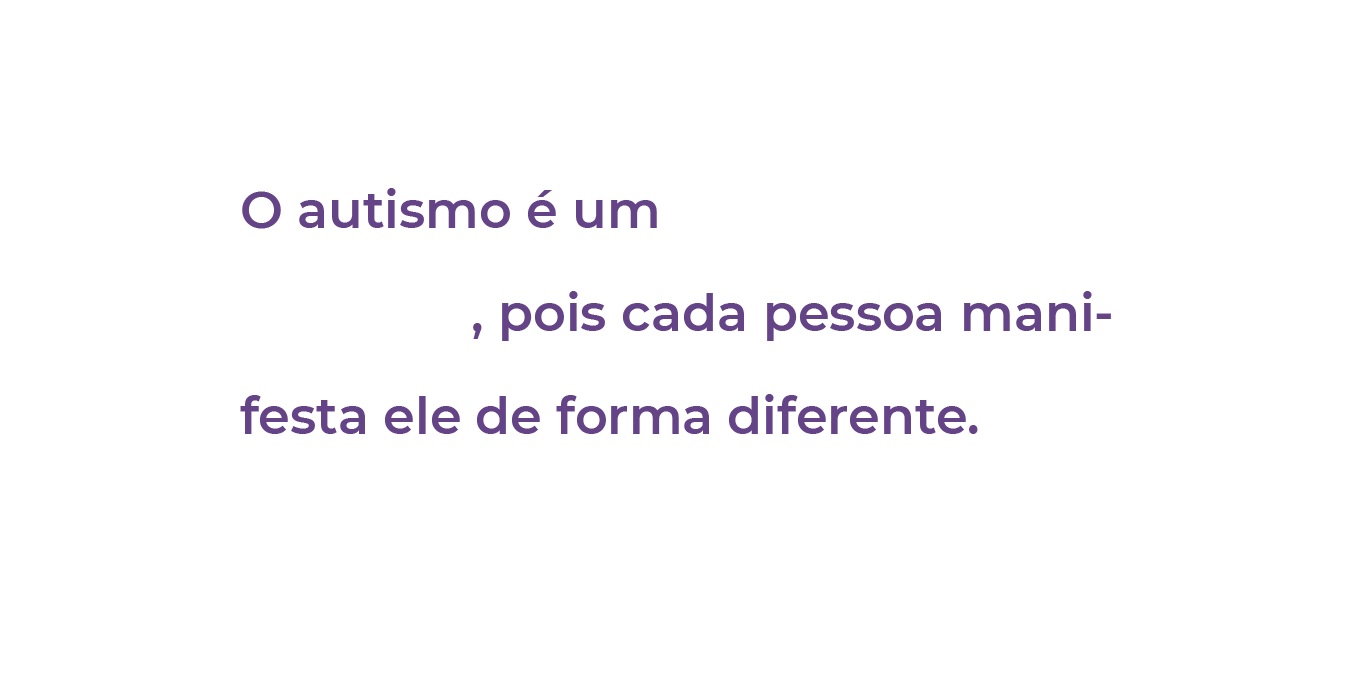 O autismo é um
, pois cada pessoa mani-
festa ele de forma diferente.